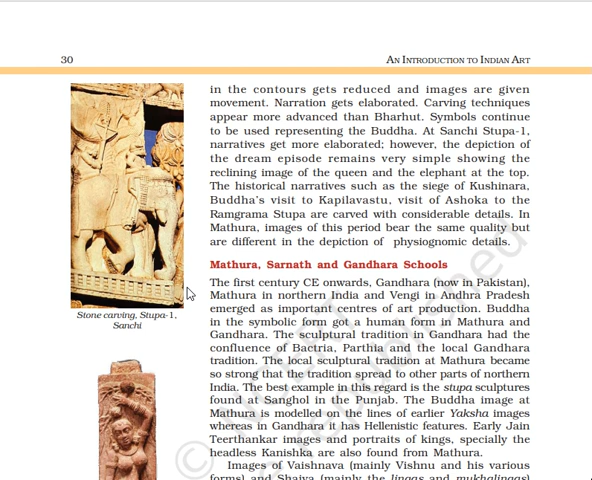 30
AN INTRODUCTION TO INDIAN ART
in the contours gets reduced and images are given
movement. Narration gets elaborated. Carving techniques
appear more advanced than Bharhut. Symbols continue
to be used representing the Buddha. At Sanchi Stupa-1,
narratives get more elaborated; however, the depiction of
the dream episode remains very simple showing the
reclining image of the queen and the elephant at the top.
The historical narratives such as the siege of Kushinara,
Buddha's visit to Kapilavastu, visit of Ashoka to the
Ramgrama Stupa are carved with considerable details. In
Mathura, images of this period bear the same quality but
are different in the depiction of physiognomic details.
Stone carving, Stupa-1,
Sanchi
Mathura, Sarnath and Gandhara Schools
The first century CE onwards, Gandhara (now in Pakistan),
Mathura in northern India and Vengi in Andhra Pradesh
emerged as important centres of art production. Buddha
in the symbolic form got a human form in Mathura and
Gandhara. The sculptural tradition in Gandhara had the
confluence of Bactria, Parthia and the local Gandhara
tradition. The local sculptural tradition at Mathura became
so strong that the tradition spread to other parts of northern
India. The best example in this regard is the stupa sculptures
found at Sanghol in the Punjab. The Buddha image at
Mathura is modelled on the lines of earlier Yaksha images
whereas in Gandhara it has Hellenistic features. Early Jain
Teerthankar images and portraits of kings, specially the
headless Kanishka are also found from Mathura.
Images of Vaishnava (mainly Vishnu and his various
forms) and Shaiva (mainly the lingas and mukhalingas)
© NCERT
published